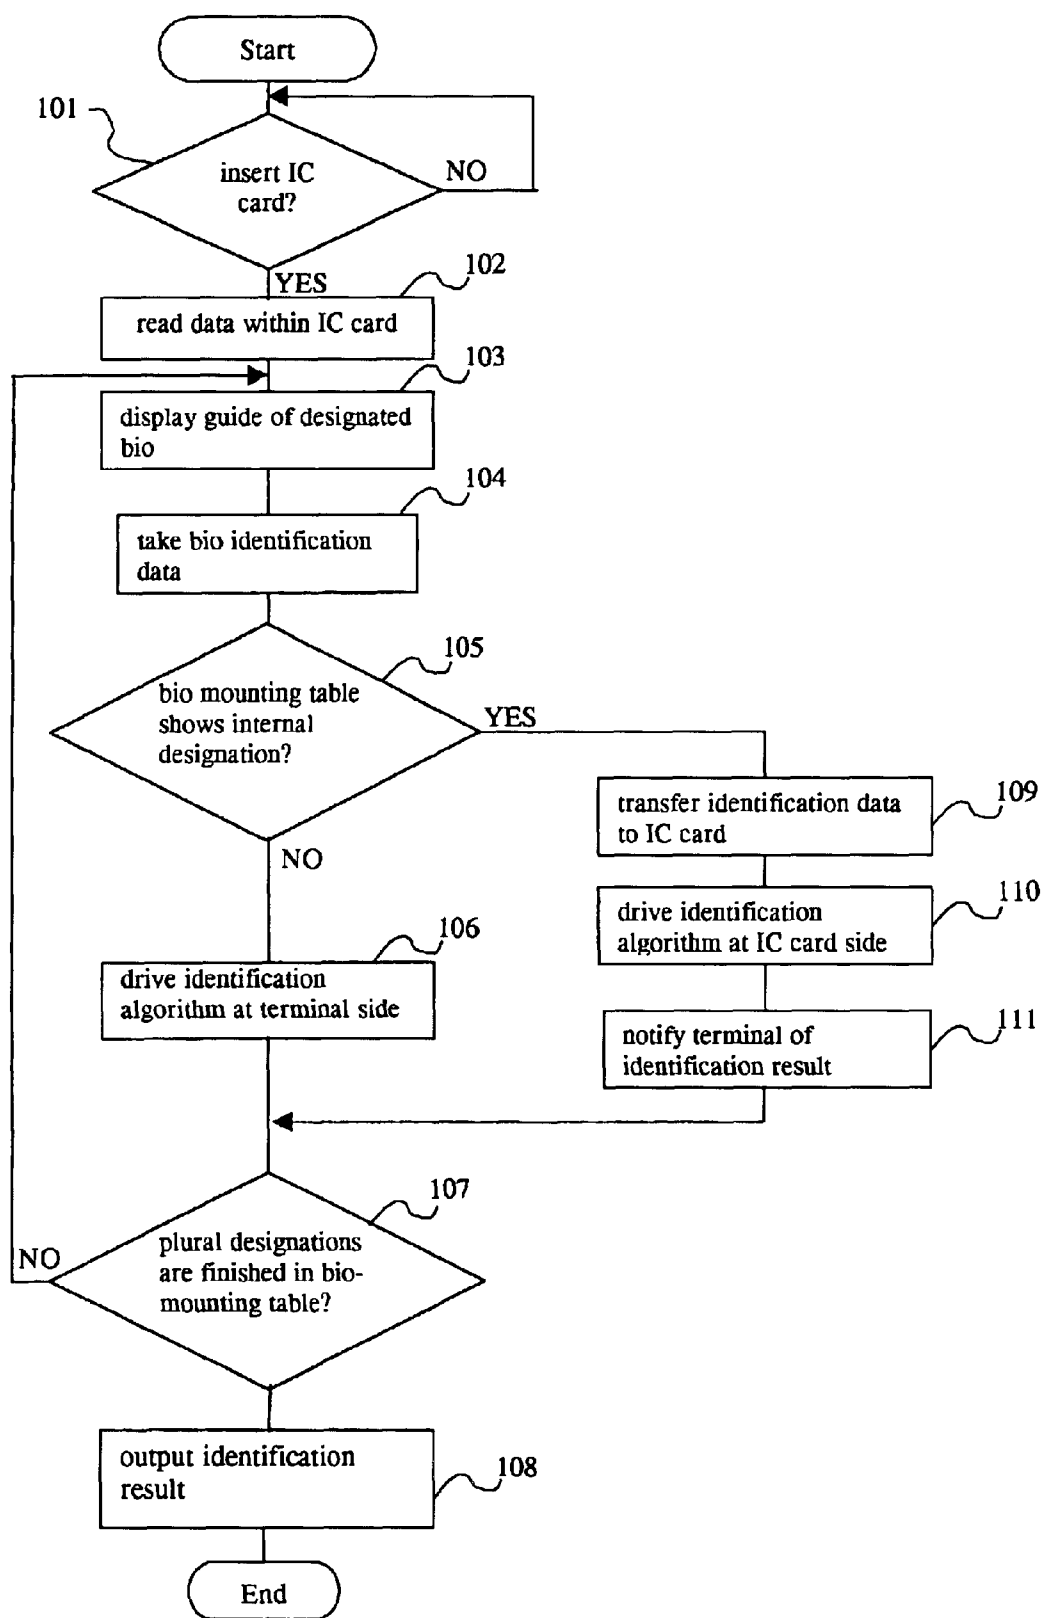 Start
101
insert IC
card?
NO
YES
102
read data within IC card
103
display guide of designated
bio
104
take bio identification
data
105
bio mounting table
shows internal
designation?
YES
NO
109
transfer identification data
to IC card
110
drive identification
algorithm at IC card side
106
drive identification
algorithm at terminal side
111
notify terminal of
identification result
107
plural designations
are finished in bio-
mounting table?
NO
output identification
result
108
End